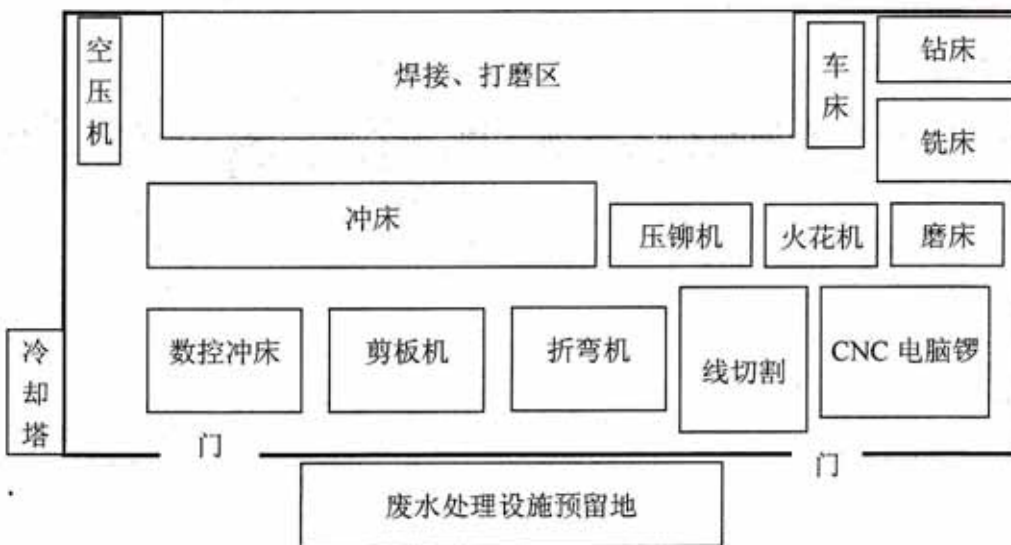 空压机
焊接、打磨区
车床
钻床
铣床
冲床
压铆机
火花机
磨床
冷却塔
数控冲床
剪板机
折弯机
线切割
CNC 电脑锣
门
门
废水处理设施预留地